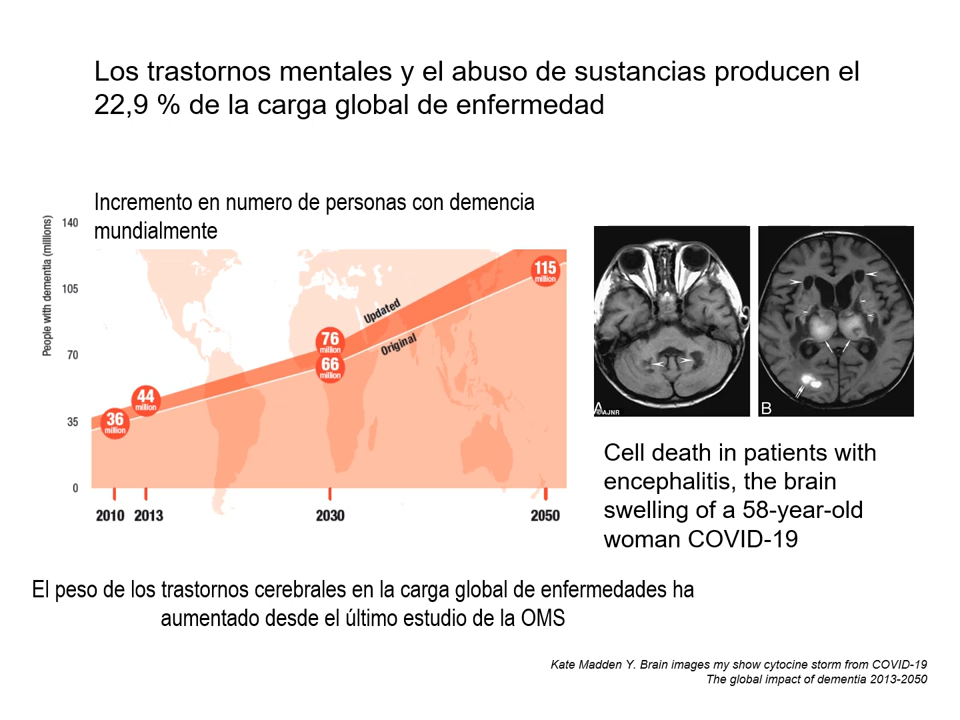 Los trastornos mentales y el abuso de sustancias producen el
22,9 % de la carga global de enfermedad
Incremento en numero de personas con demencia
mundialmente
People with dementia (millions)
140
105
70
35
0
36
million
44
million
76
million
66
million
115
million
Updated
Original
2010
2013
2030
2050
A
©AJNR
B
Cell death in patients with
encephalitis, the brain
swelling of a 58-year-old
woman COVID-19
El peso de los trastornos cerebrales en la carga global de enfermedades ha
aumentado desde el último estudio de la OMS
Kate Madden Y. Brain images my show cytocine storm from COVID-19
The global impact of dementia 2013-2050